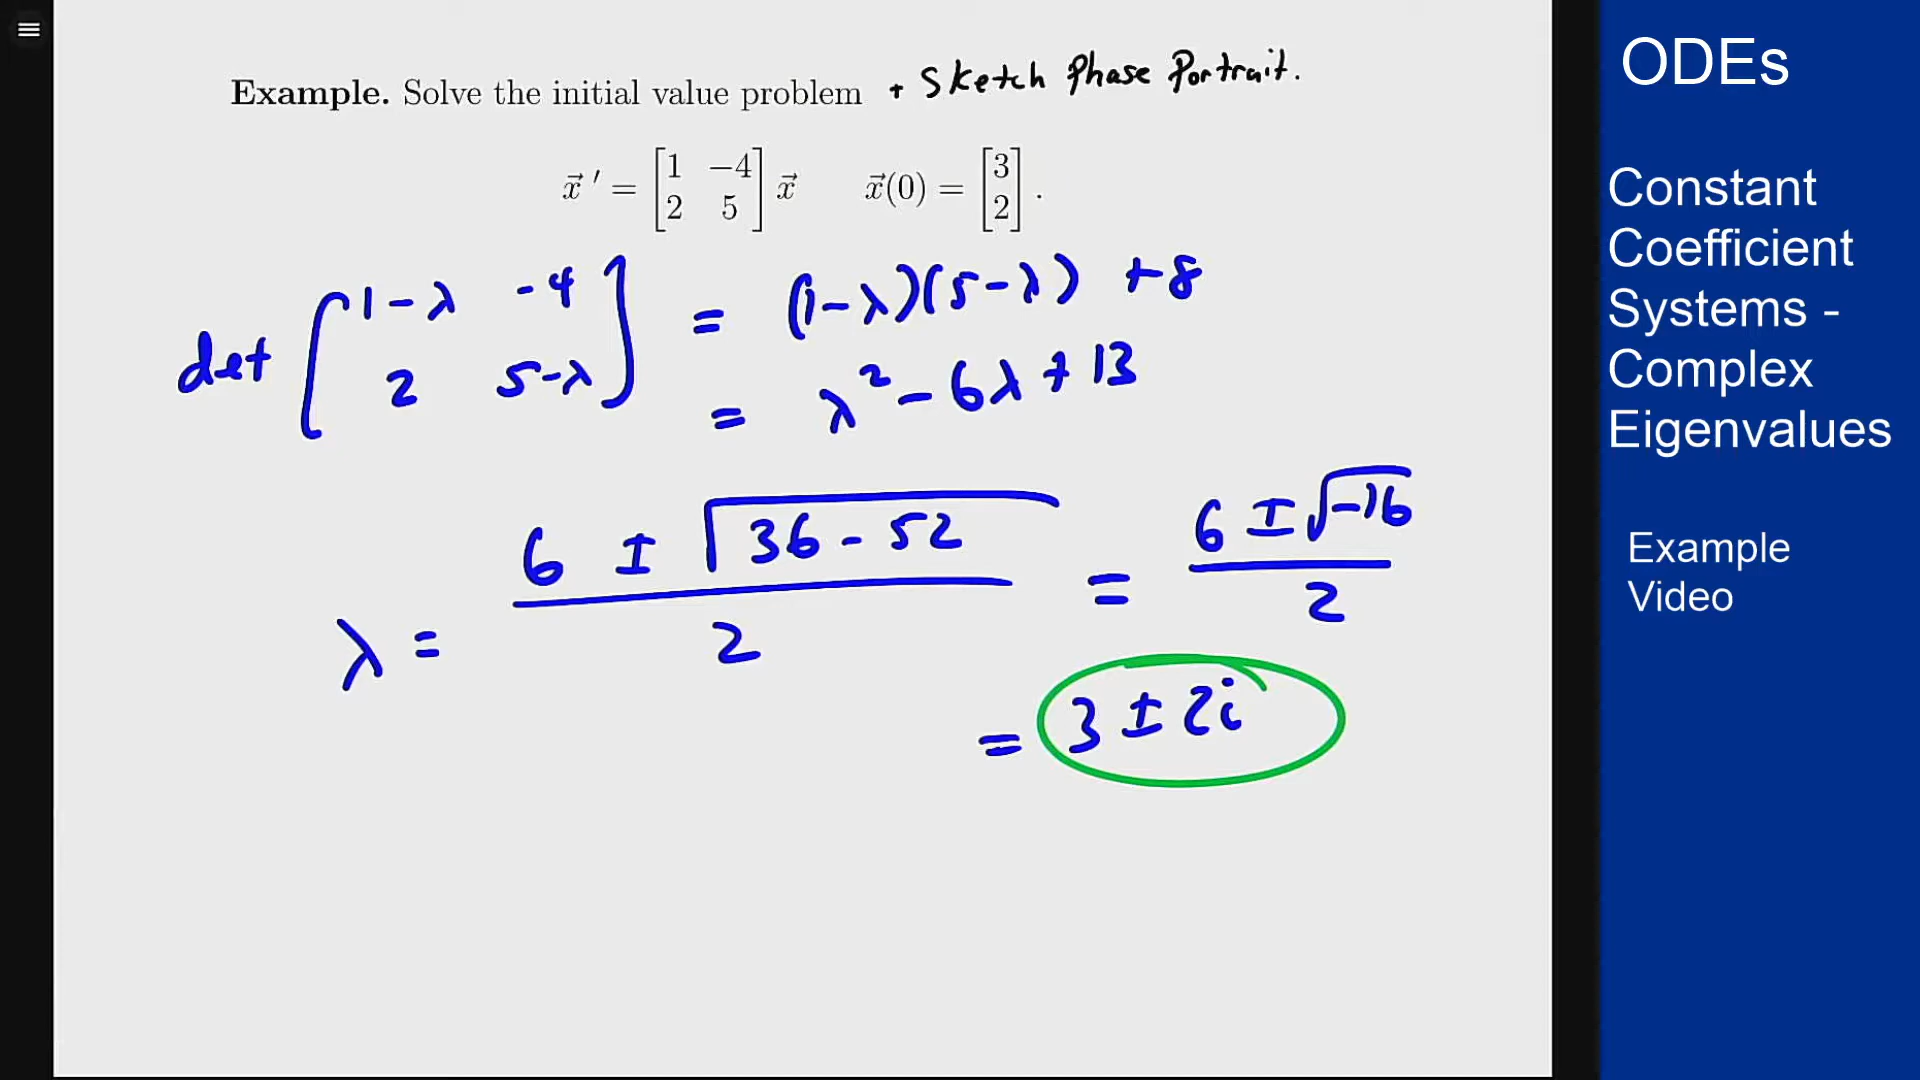 Example. Solve the initial value problem + Sketch Phase Portrait.
x⃗ ′ = [1 −4; 2 5] x⃗   x⃗(0) = [3; 2].
det [1-λ -4; 2 5-λ] = (1-λ)(5-λ) + 8
= λ² - 6λ + 13
λ = (6 ± √(36 - 52))/2 = (6 ± √-16)/2
= 3 ± 2i
ODEs
Constant
Coefficient
Systems -
Complex
Eigenvalues
Example
Video